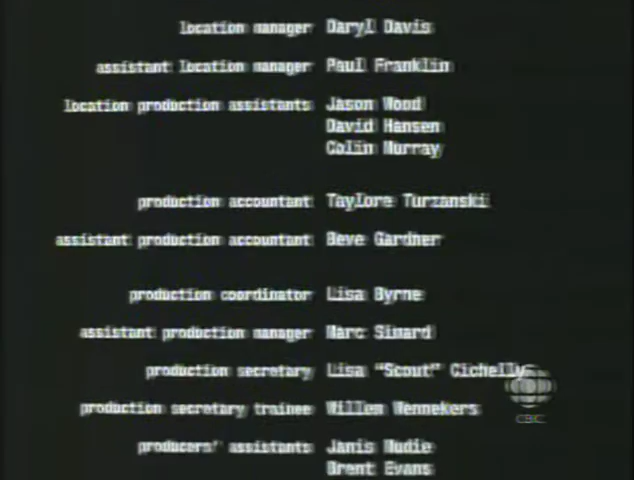 location manager Daryl Davis
assistant location manager Paul Franklin
location production assistants Jason Wood
David Hansen
Colin Murray
production accountant Taylore Turzanski
assistant production accountant Beve Gardner
production coordinator Lisa Byrne
assistant production manager Marc Simard
production secretary Lisa "Scout" Cichelly
production secretary trainee Willem Wennekers
producers' assistants Janis Mudie
Brent Evans
CBC